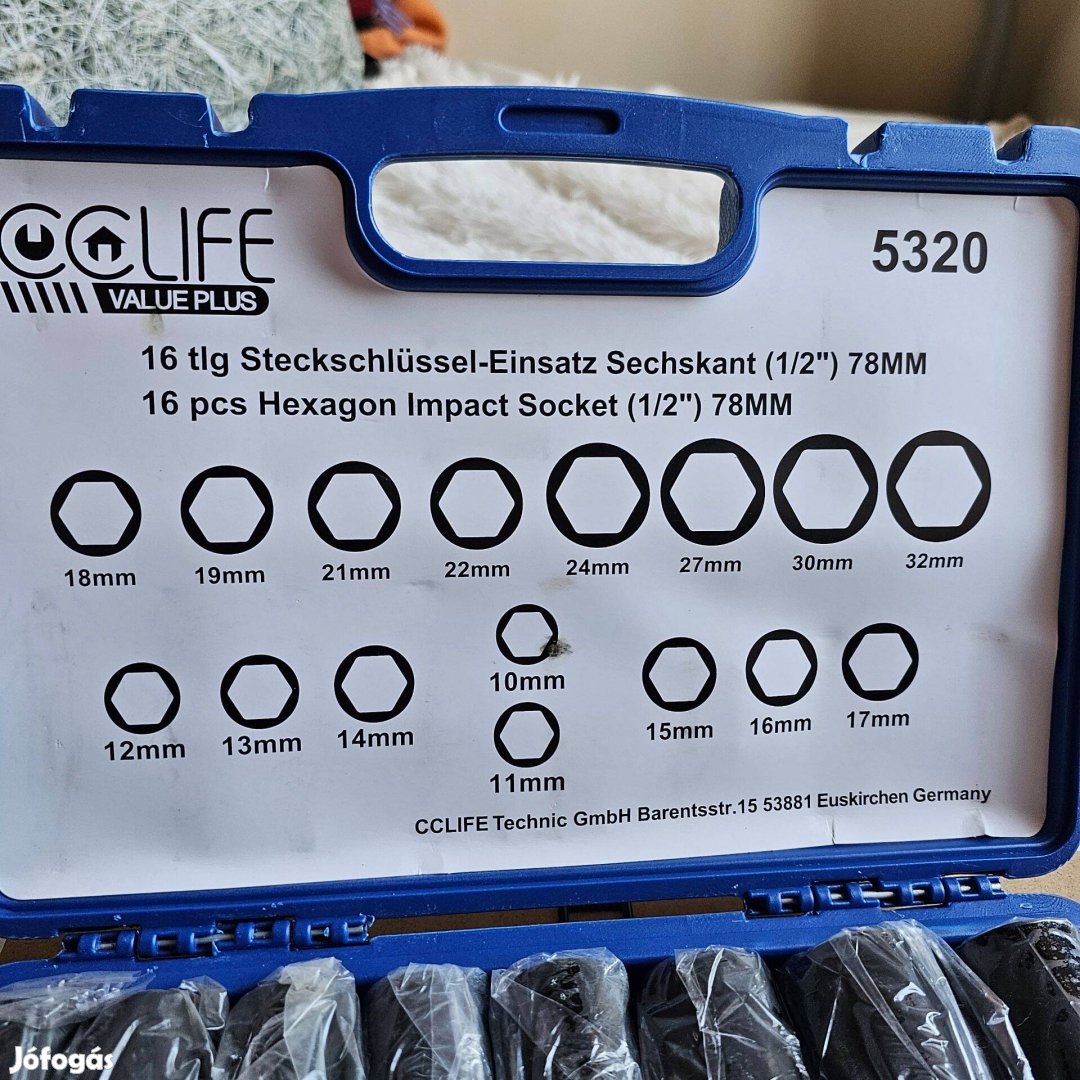 CCLIFE
VALUE PLUS
5320
16 tlg Steckschlüssel-Einsatz Sechskant (1/2") 78MM
16 pcs Hexagon Impact Socket (1/2") 78MM
18mm 19mm 21mm 22mm 24mm 27mm 30mm 32mm
10mm
12mm 13mm 14mm 15mm 16mm 17mm
11mm
CCLIFE Technic GmbH Barentsstr.15 53881 Euskirchen Germany
Jófogás